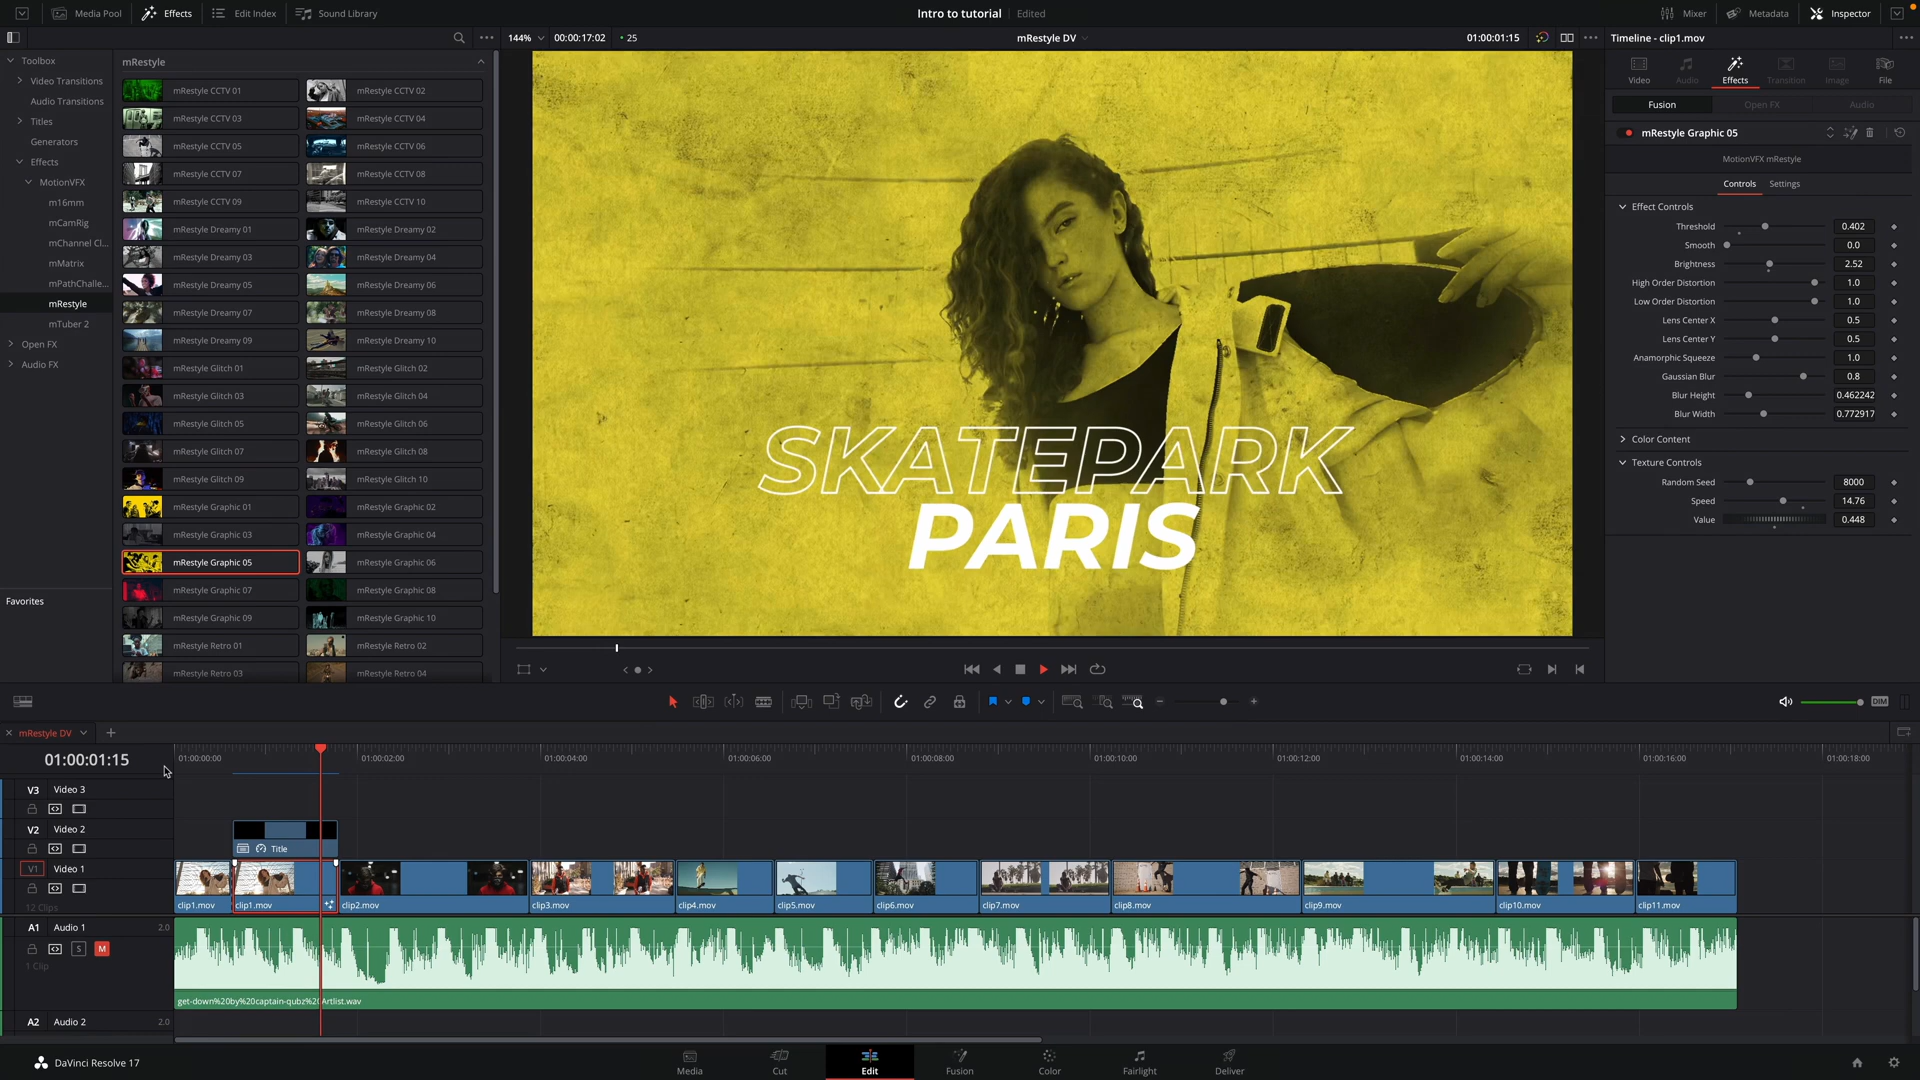 Media Pool
Effects
Edit Index
Sound Library
Intro to tutorial
Edited
Mixer
Metadata
Inspector
144%
00:00:17:02
25
mRestyle DV
01:00:01:15
Timeline - clip1.mov
Toolbox
Video Transitions
Audio Transitions
Titles
Generators
Effects
MotionVFX
m16mm
mCamRig
mChannel Cl...
mMatrix
mPathChalle...
mRestyle
mTuber 2
Open FX
Audio FX
Favorites
mRestyle
mRestyle CCTV 01
mRestyle CCTV 02
mRestyle CCTV 03
mRestyle CCTV 04
mRestyle CCTV 05
mRestyle CCTV 06
mRestyle CCTV 07
mRestyle CCTV 08
mRestyle CCTV 09
mRestyle CCTV 10
mRestyle Dreamy 01
mRestyle Dreamy 02
mRestyle Dreamy 03
mRestyle Dreamy 04
mRestyle Dreamy 05
mRestyle Dreamy 06
mRestyle Dreamy 07
mRestyle Dreamy 08
mRestyle Dreamy 09
mRestyle Dreamy 10
mRestyle Glitch 01
mRestyle Glitch 02
mRestyle Glitch 03
mRestyle Glitch 04
mRestyle Glitch 05
mRestyle Glitch 06
mRestyle Glitch 07
mRestyle Glitch 08
mRestyle Glitch 09
mRestyle Glitch 10
mRestyle Graphic 01
mRestyle Graphic 02
mRestyle Graphic 03
mRestyle Graphic 04
mRestyle Graphic 05
mRestyle Graphic 06
mRestyle Graphic 07
mRestyle Graphic 08
mRestyle Graphic 09
mRestyle Graphic 10
mRestyle Retro 01
mRestyle Retro 02
mRestyle Retro 03
mRestyle Retro 04
SKATEPARK
PARIS
Video
Audio
Effects
Transition
Image
File
Fusion
Open FX
Audio
mRestyle Graphic 05
MotionVFX mRestyle
Controls
Settings
Effect Controls
Threshold 0.402
Smooth 0.0
Brightness 2.52
High Order Distortion 1.0
Low Order Distortion 1.0
Lens Center X 0.5
Lens Center Y 0.5
Anamorphic Squeeze 1.0
Gaussian Blur 0.8
Blur Height 0.462242
Blur Width 0.772917
Color Content
Texture Controls
Random Seed 8000
Speed 14.76
Value 0.448
DIM
mRestyle DV
01:00:01:15
01:00:00:00
01:00:02:00
01:00:04:00
01:00:06:00
01:00:08:00
01:00:10:00
01:00:12:00
01:00:14:00
01:00:16:00
01:00:18:00
V3 Video 3
V2 Video 2
Title
V1 Video 1
12 Clips
clip1.mov
clip1.mov
clip2.mov
clip3.mov
clip4.mov
clip5.mov
clip6.mov
clip7.mov
clip8.mov
clip9.mov
clip10.mov
clip11.mov
A1 Audio 1 2.0
S
M
1 Clip
get-down%20by%20captain-qubz%20Artlist.wav
A2 Audio 2 2.0
DaVinci Resolve 17
Media
Cut
Edit
Fusion
Color
Fairlight
Deliver